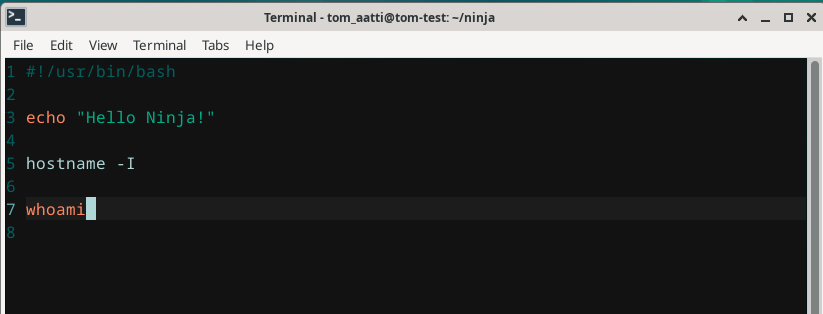 Terminal - tom_aatti@tom-test: ~/ninja
File Edit View Terminal Tabs Help
1 #!/usr/bin/bash
2
3 echo "Hello Ninja!"
4
5 hostname -I
6
7 whoami
8